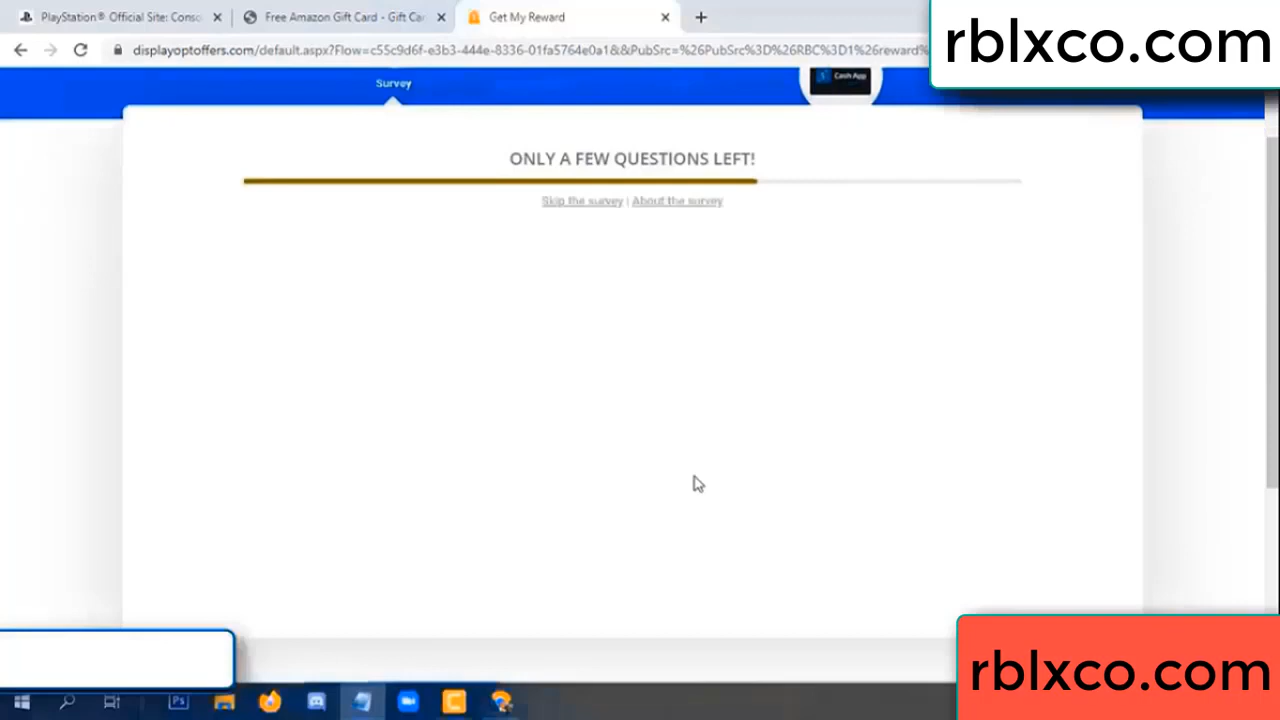 PlayStation® Official Site: Conso
Free Amazon Gift Card - Gift Car
Get My Reward
rblxco.com
displayoptoffers.com/default.aspx?Flow=c55c9d6f-e3b3-444e-8336-01fa5764e0a1&&PubSrc=%26PubSrc%3D%26RBC%3D1%26reward%
Survey
Cash App
ONLY A FEW QUESTIONS LEFT!
Skip the survey | About the survey
rblxco.com
Ps